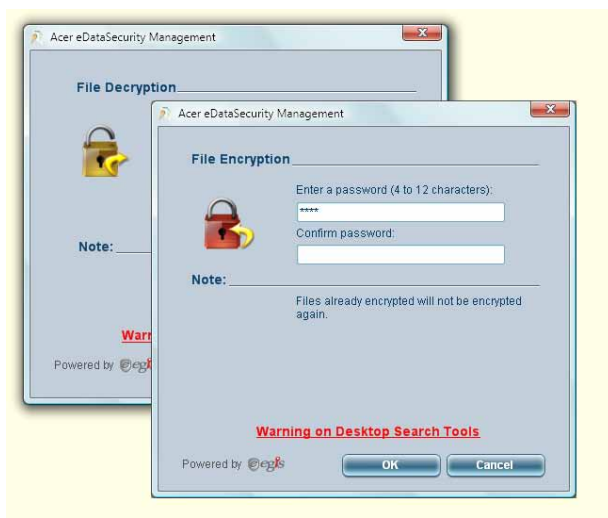 Acer eDataSecurity Management
File Decryption
Note:
Powered by egis
Acer eDataSecurity Management
File Encryption
Enter a password (4 to 12 characters):
****
Confirm password:
Note:
Files already encrypted will not be encrypted
again.
Warning on Desktop Search Tools
Powered by egis
OK
Cancel